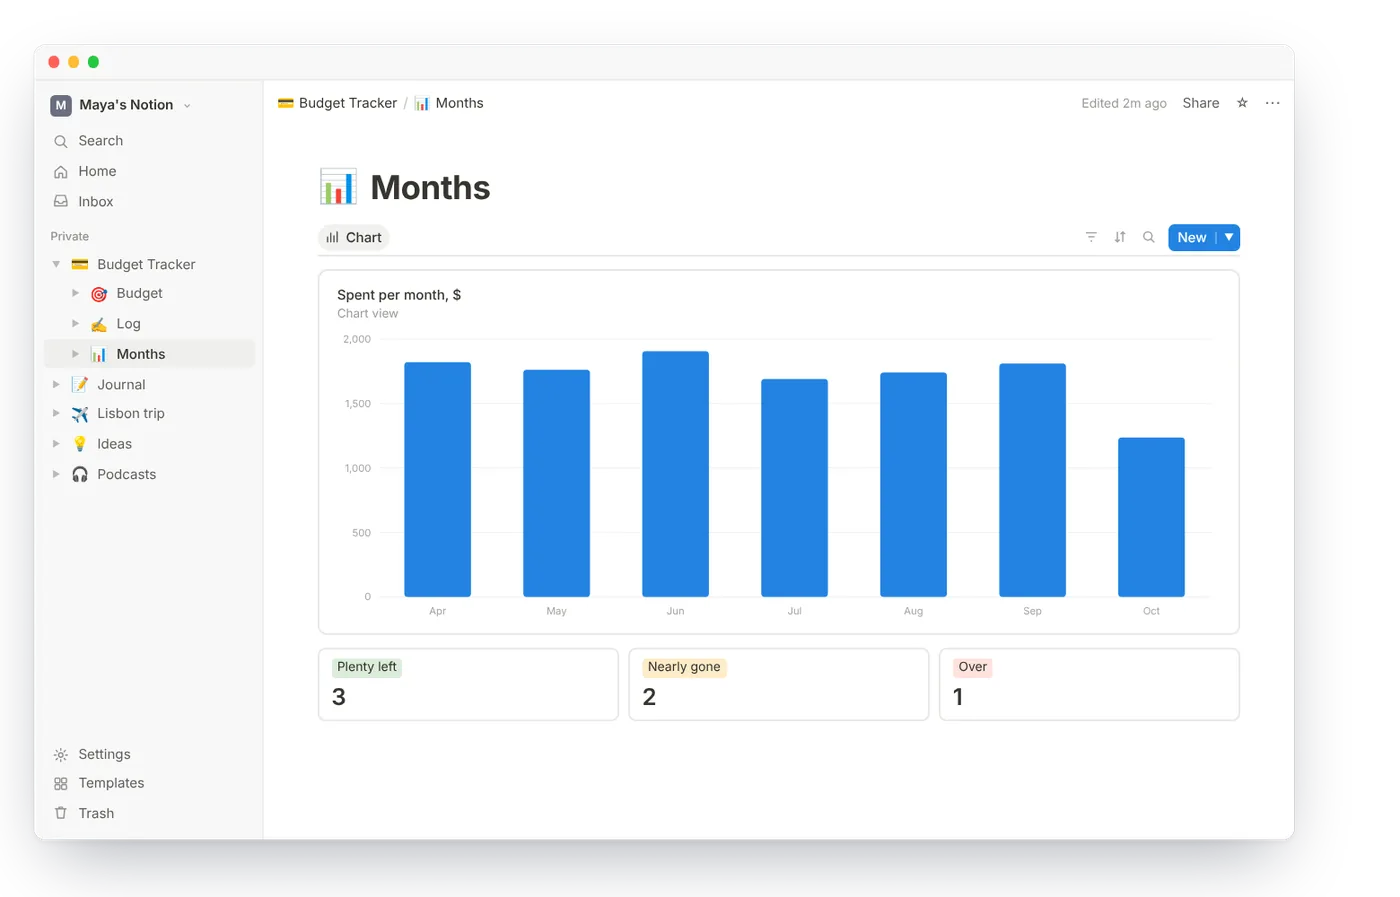 M Maya's Notion
Search
Home
Inbox
Private
Budget Tracker
Budget
Log
Months
Journal
Lisbon trip
Ideas
Podcasts
Settings
Templates
Trash
Budget Tracker / Months
Edited 2m ago Share
Months
Chart
New
Spent per month, $
Chart view
2,000
1,500
1,000
500
0
Apr May Jun Jul Aug Sep Oct
Plenty left
3
Nearly gone
2
Over
1